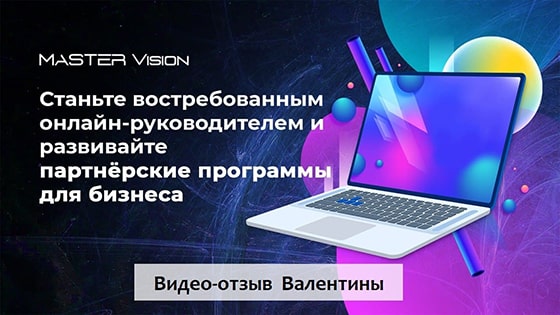 MASTER VISION
Станьте востребованным
онлайн-руководителем и
развивайте
партнёрские программы
для бизнеса
Видео-отзыв Валентины